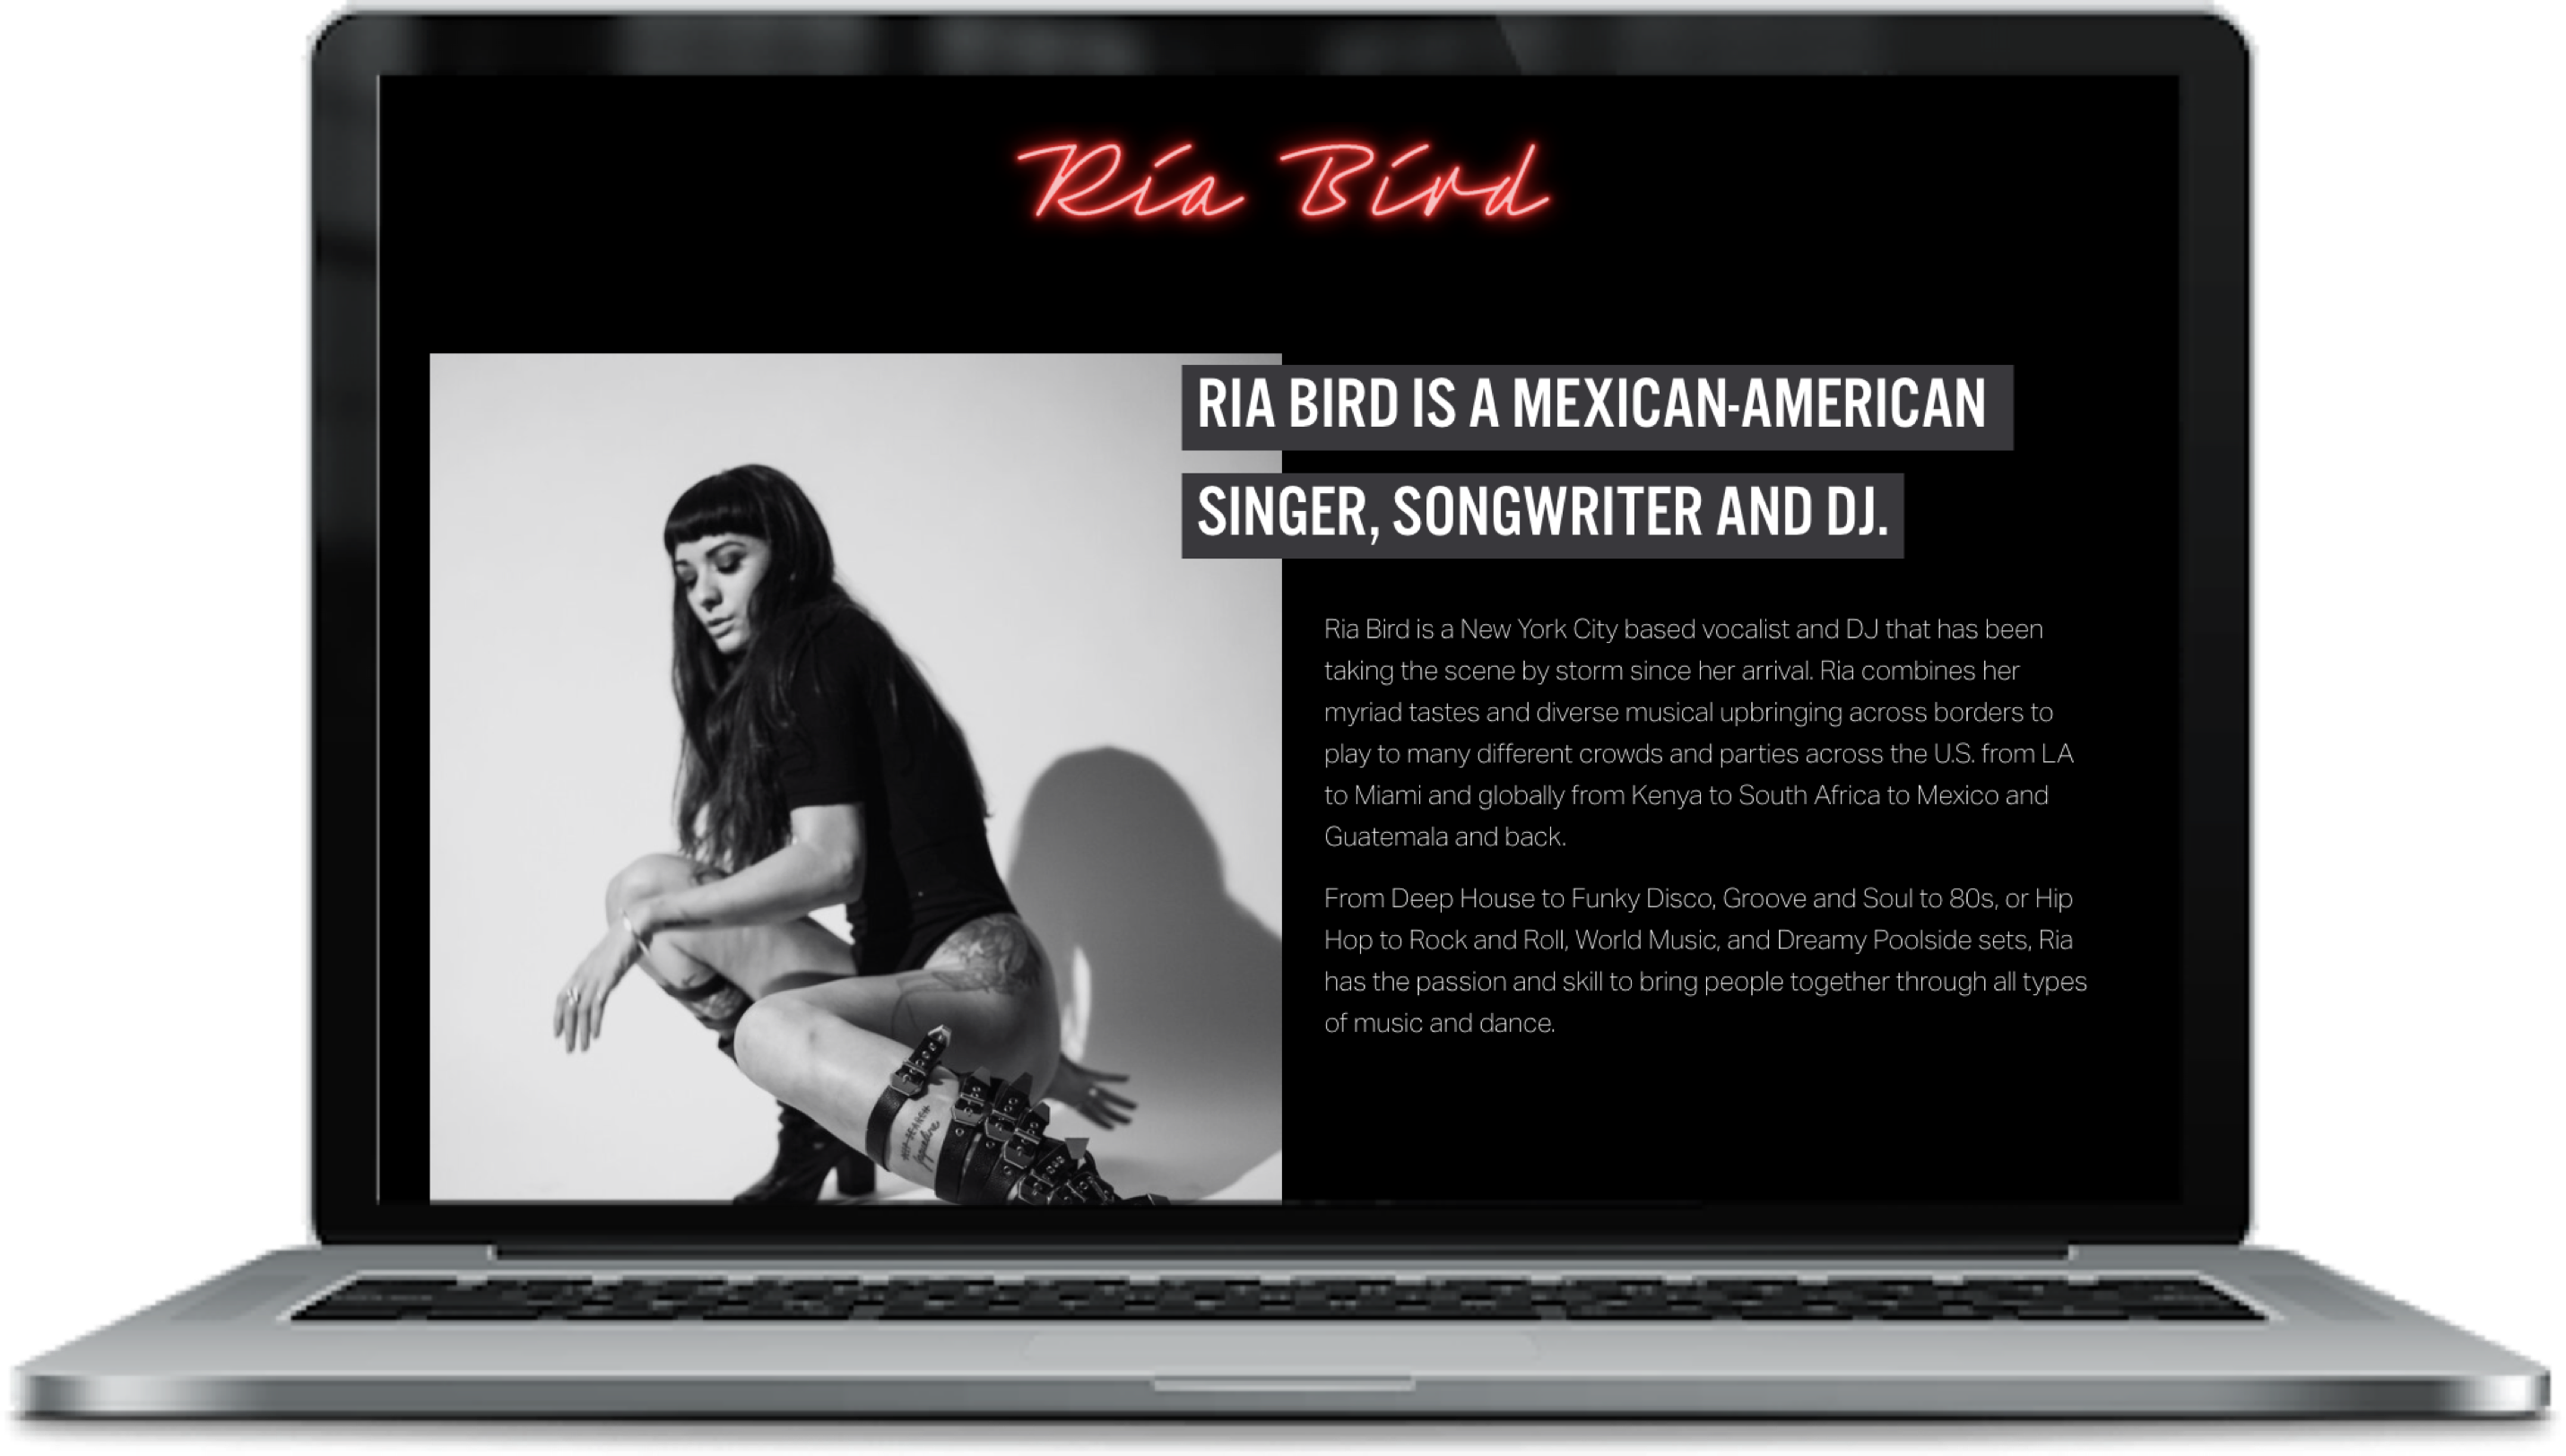 Ria Bird
RIA BIRD IS A MEXICAN-AMERICAN
SINGER, SONGWRITER AND DJ.
Ria Bird is a New York City based vocalist and DJ that has been
taking the scene by storm since her arrival. Ria combines her
myriad tastes and diverse musical upbringing across borders to
play to many different crowds and parties across the U.S. from LA
to Miami and globally from Kenya to South Africa to Mexico and
Guatemala and back.
From Deep House to Funky Disco, Groove and Soul to 80s, or Hip
Hop to Rock and Roll, World Music, and Dreamy Poolside sets, Ria
has the passion and skill to bring people together through all types
of music and dance.